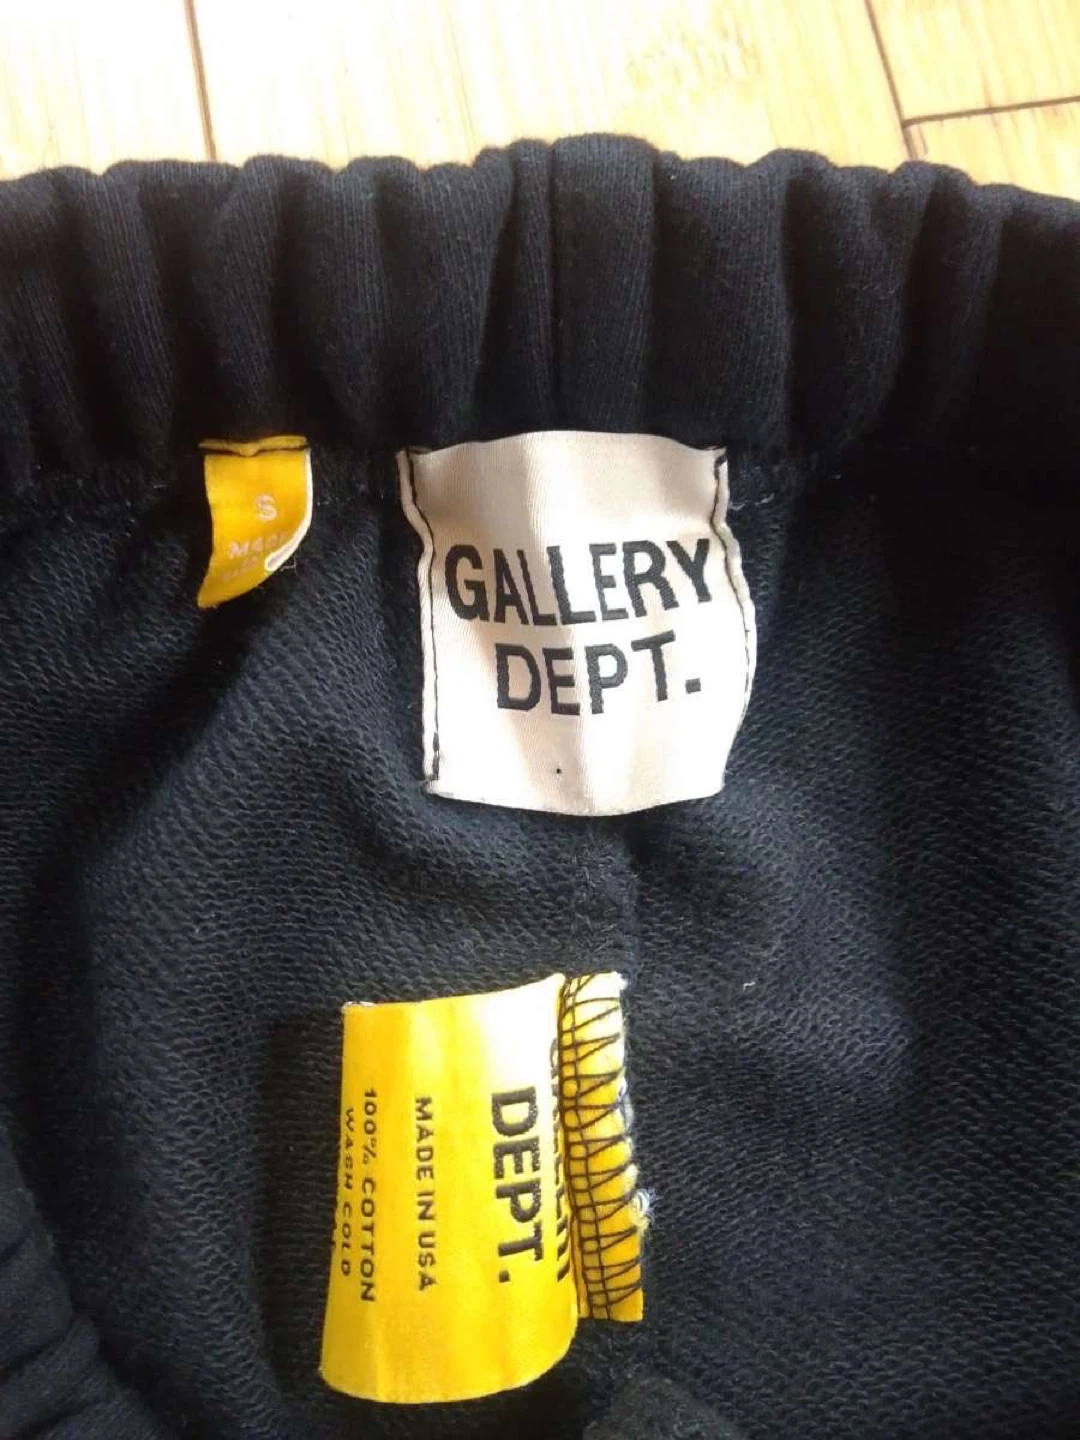 S
GALLERY
DEPT.
DEPT.
MADE IN USA
100% COTTON
WASH COLD